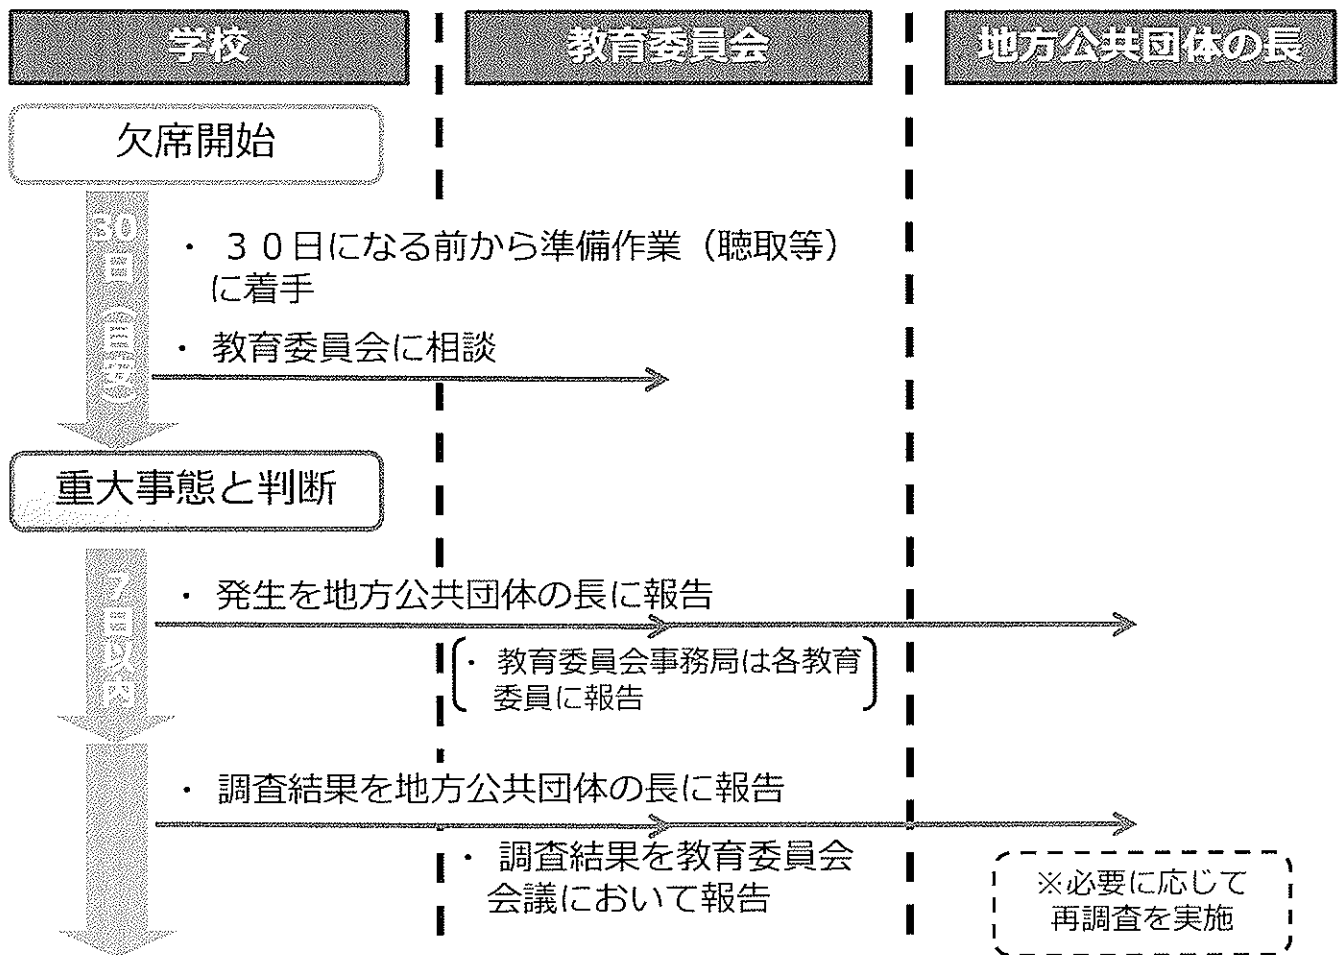 学校
教育委員会
地方公共団体の長
欠席開始
30日(目安)
・ 30日になる前から準備作業(聴取等)
に着手
・ 教育委員会に相談
重大事態と判断
7日以内
・ 発生を地方公共団体の長に報告
・ 教育委員会事務局は各教育
委員に報告
・ 調査結果を地方公共団体の長に報告
・ 調査結果を教育委員会
会議において報告
※必要に応じて
再調査を実施